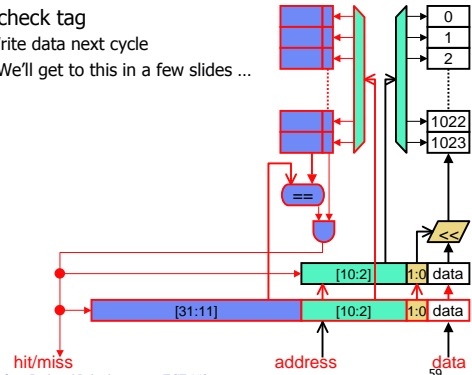 check tag
rite data next cycle
We'll get to this in a few slides ...
0
1
2
1022
1023
==
<<
[10:2] 1:0 data
[31:11] [10:2] 1:0 data
hit/miss address data
59